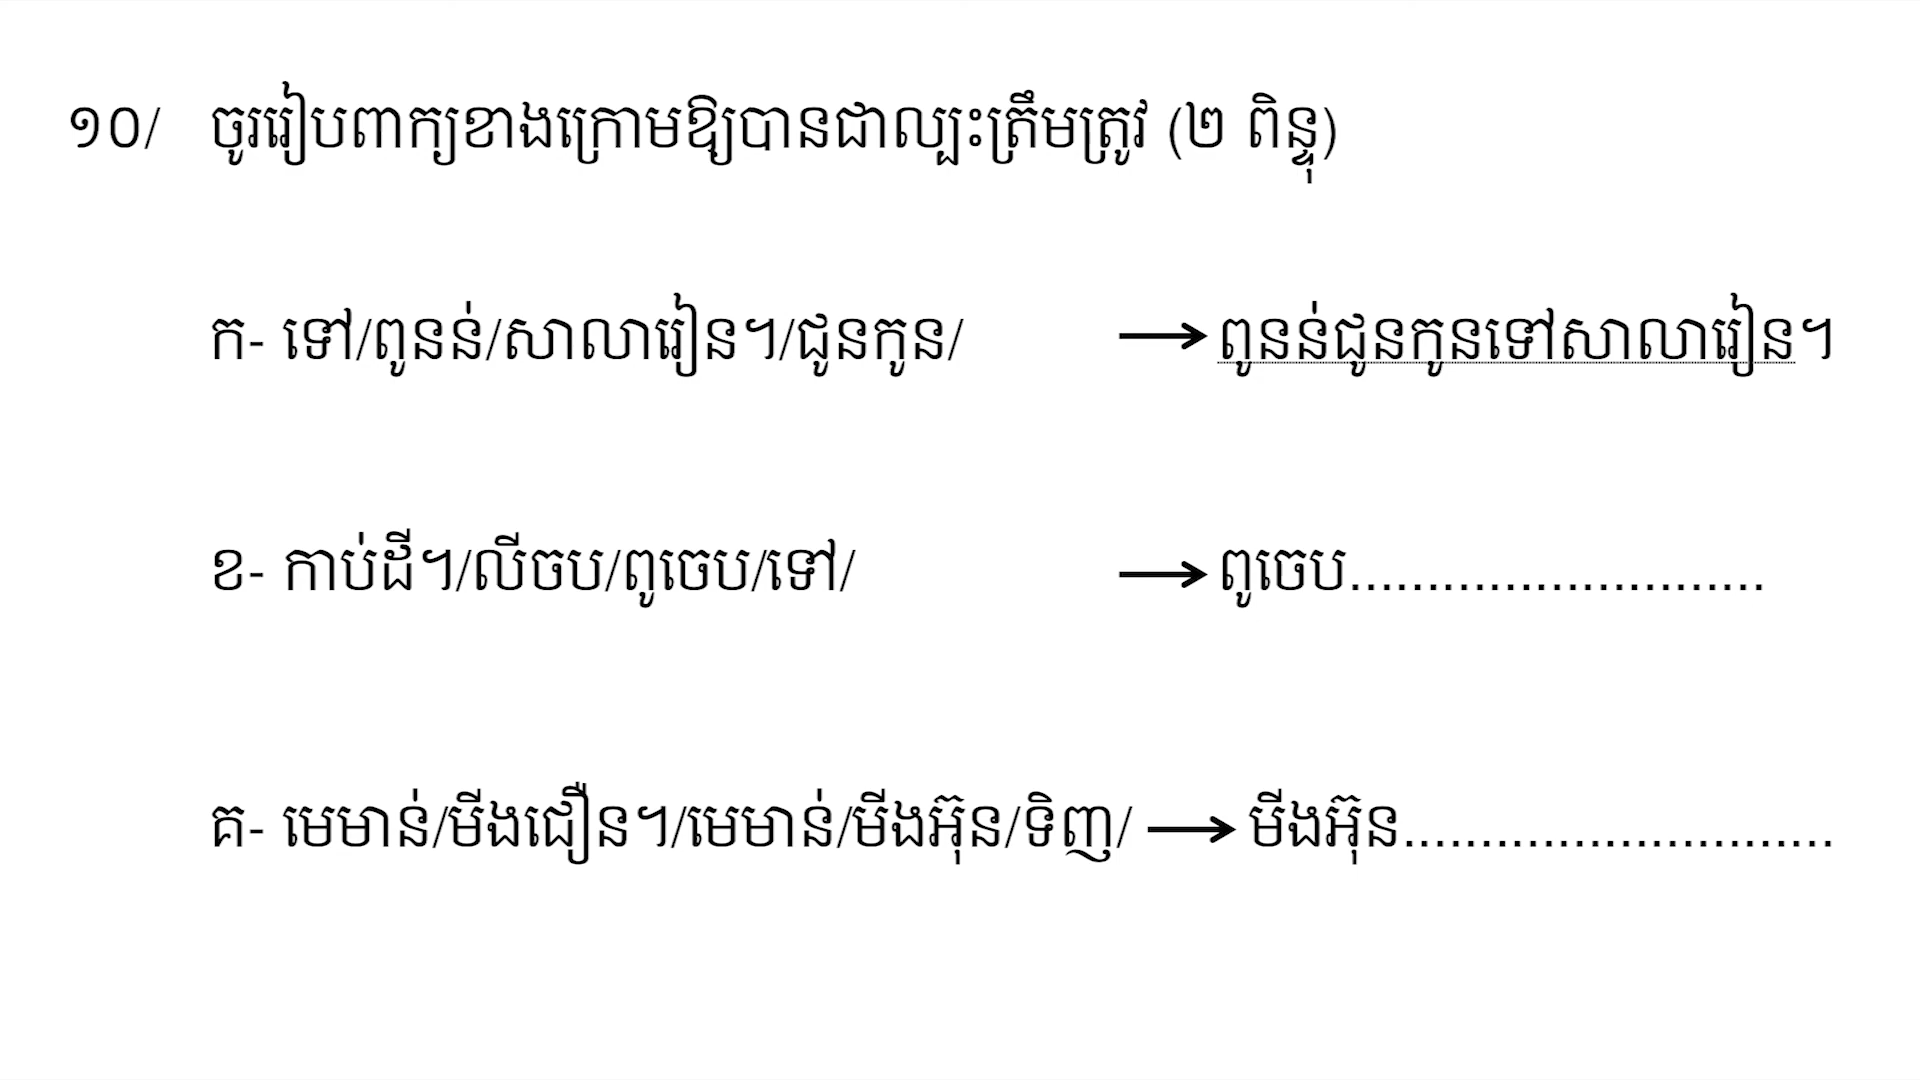 ១០/ ចូររៀបពាក្យខាងក្រោមឱ្យបានជាល្បះត្រឹមត្រូវ (២ ពិន្ទុ)
ក- ទៅ/ពូនន់/សាលារៀន។/ជូនកូន/ → ពូនន់ជូនកូនទៅសាលារៀន។
ខ- កាប់ដី។/លីចប/ពូចេប/ទៅ/ → ពូចេប...........................
គ- មេមាន់/មីងជឿន។/មេមាន់/មីងអ៊ុន/ទិញ/ → មីងអ៊ុន............................